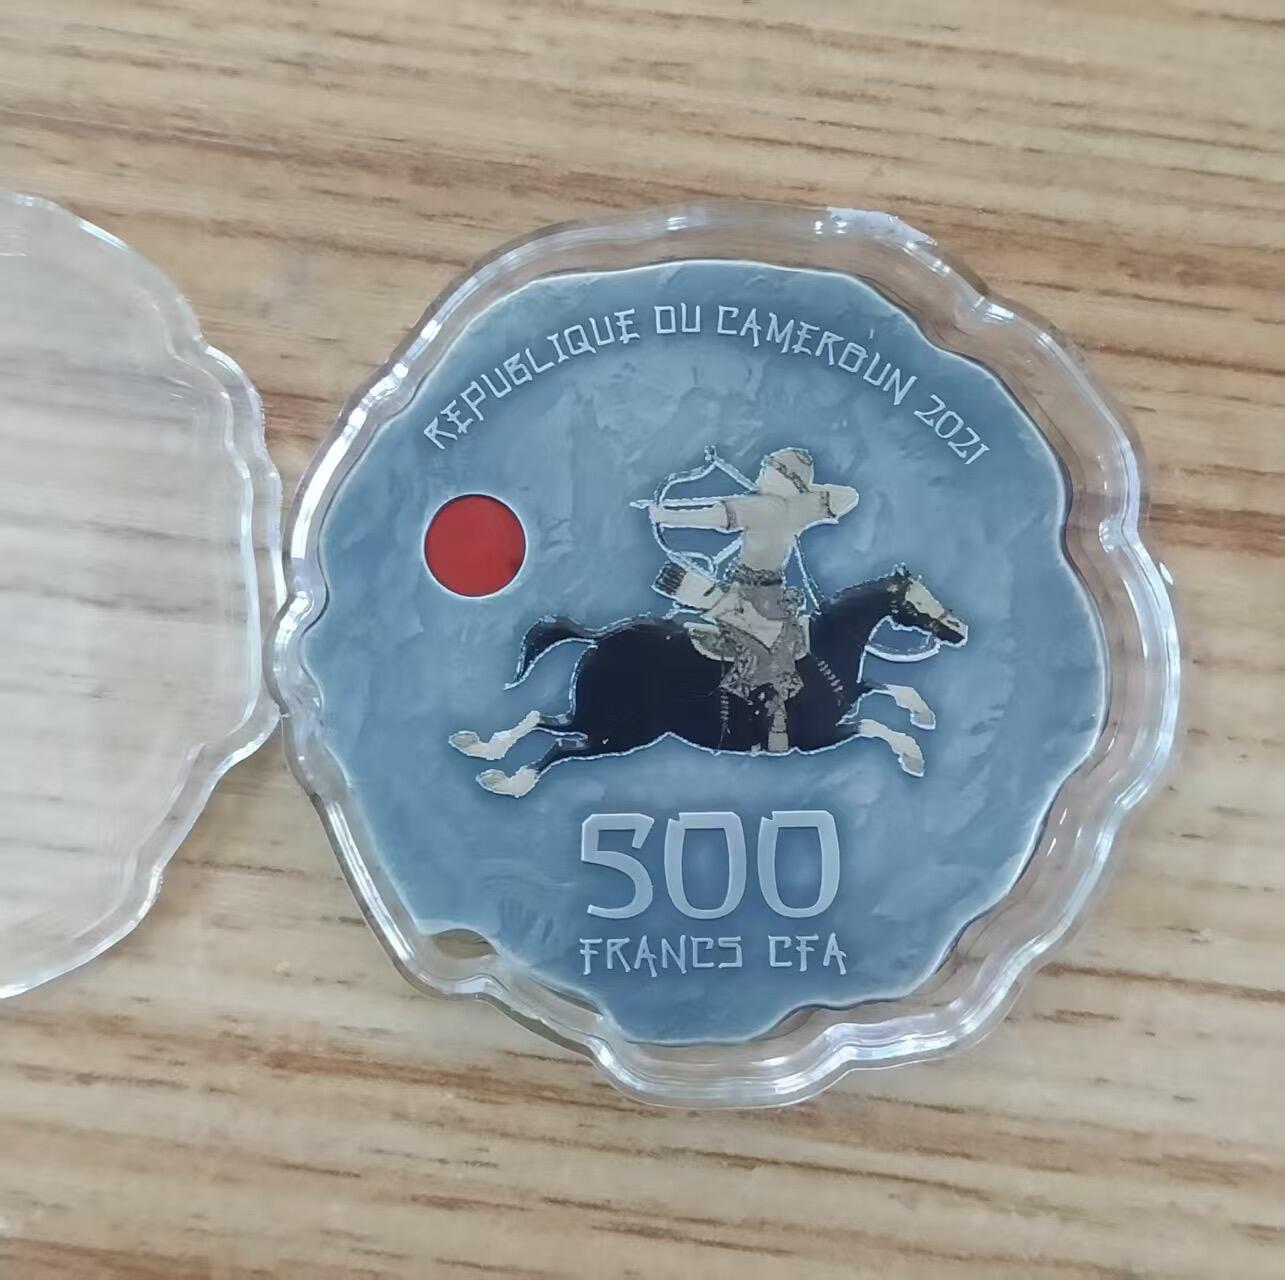 REPUBLIQUE DU CAMEROUN 2021
500
FRANCS CFA